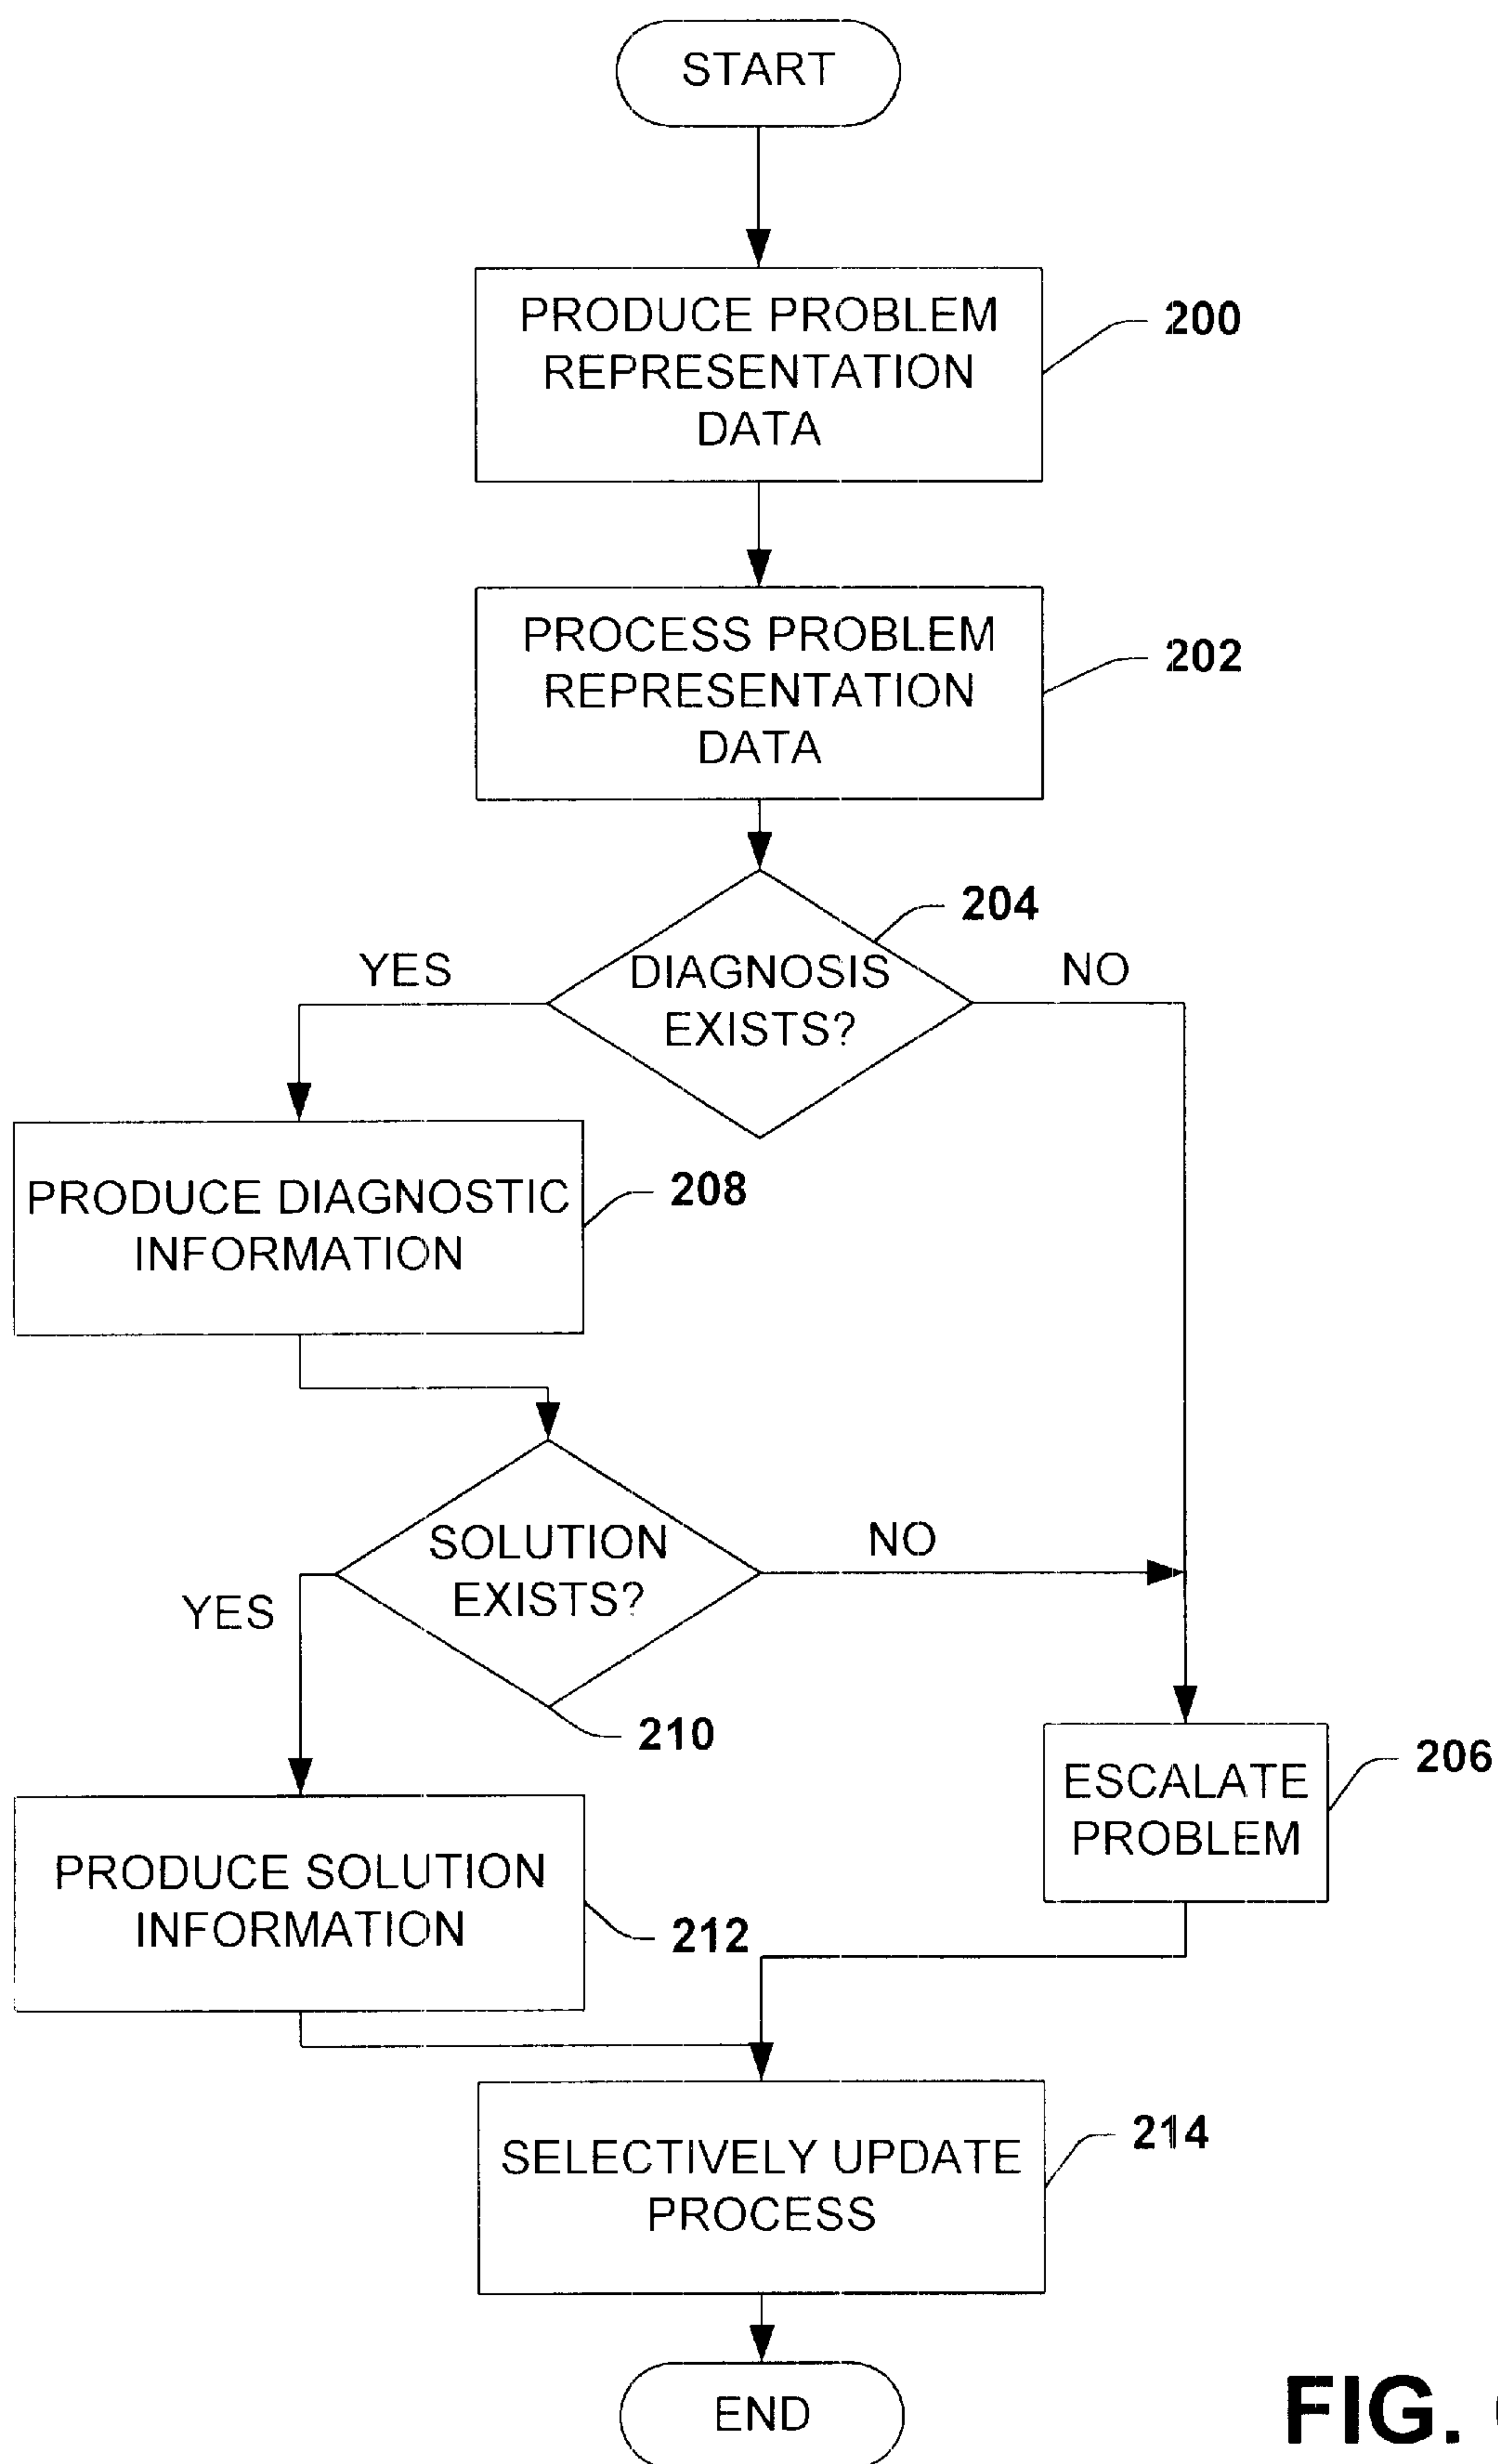 START
PRODUCE PROBLEM
REPRESENTATION
DATA
200
PROCESS PROBLEM
REPRESENTATION
DATA
202
204
YES
DIAGNOSIS
EXISTS?
NO
PRODUCE DIAGNOSTIC
INFORMATION
208
SOLUTION
EXISTS?
NO
YES
210
ESCALATE
PROBLEM
206
PRODUCE SOLUTION
INFORMATION
212
SELECTIVELY UPDATE
PROCESS
214
END
FIG.